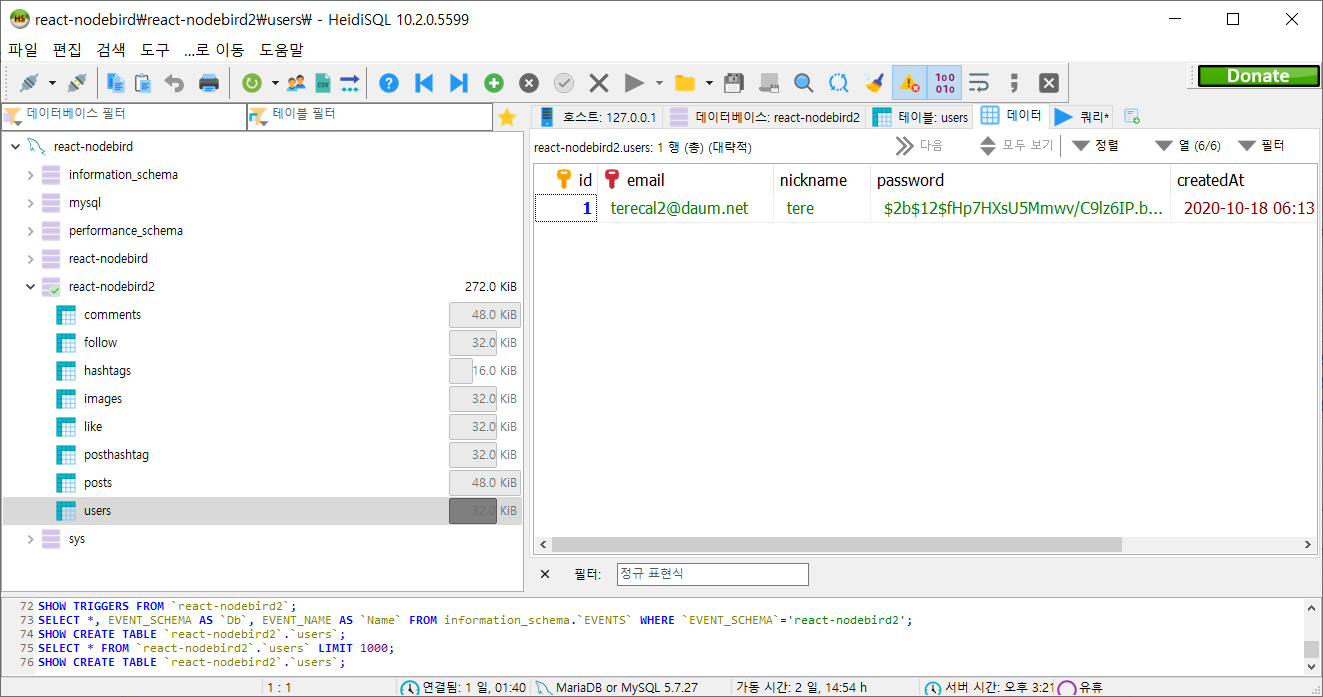 react-nodebird₩react-nodebird2₩users₩ - HeidiSQL 10.2.0.5599
파일 편집 검색 도구 ...로 이동 도움말
Donate
데이터베이스 필터 테이블 필터
호스트: 127.0.0.1 데이터베이스: react-nodebird2 테이블: users 데이터 쿼리*
react-nodebird
information_schema
mysql
performance_schema
react-nodebird
react-nodebird2 272.0 KiB
comments 48.0 KiB
follow 32.0 KiB
hashtags 16.0 KiB
images 32.0 KiB
like 32.0 KiB
posthashtag 32.0 KiB
posts 48.0 KiB
users 32.0 KiB
sys
react-nodebird2.users: 1 행 (총) (대략적) 다음 모두 보기 정렬 열 (6/6) 필터
id email nickname password createdAt
1 terecal2@daum.net tere $2b$12$fHp7HXsU5Mmwv/C9lz6IP.b... 2020-10-18 06:13
필터: 정규 표현식
72 SHOW TRIGGERS FROM `react-nodebird2`;
73 SELECT *, EVENT_SCHEMA AS `Db`, EVENT_NAME AS `Name` FROM information_schema.`EVENTS` WHERE `EVENT_SCHEMA`='react-nodebird2';
74 SHOW CREATE TABLE `react-nodebird2`.`users`;
75 SELECT * FROM `react-nodebird2`.`users` LIMIT 1000;
76 SHOW CREATE TABLE `react-nodebird2`.`users`;
1 : 1 연결됨: 1 일, 01:40 MariaDB or MySQL 5.7.27 가동 시간: 2 일, 14:54 h 서버 시간: 오후 3:21 유휴